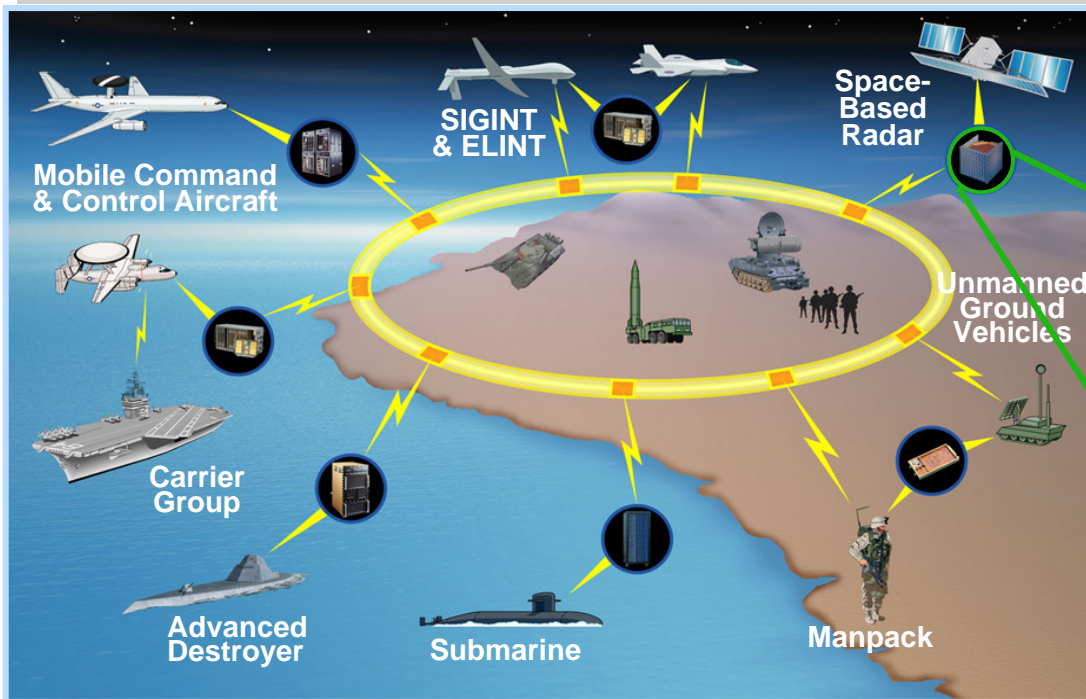 SIGINT
& ELINT
Space-
Based
Radar
Mobile Command
& Control Aircraft
Unmanned
Ground
Vehicles
Carrier
Group
Advanced
Destroyer
Submarine
Manpack